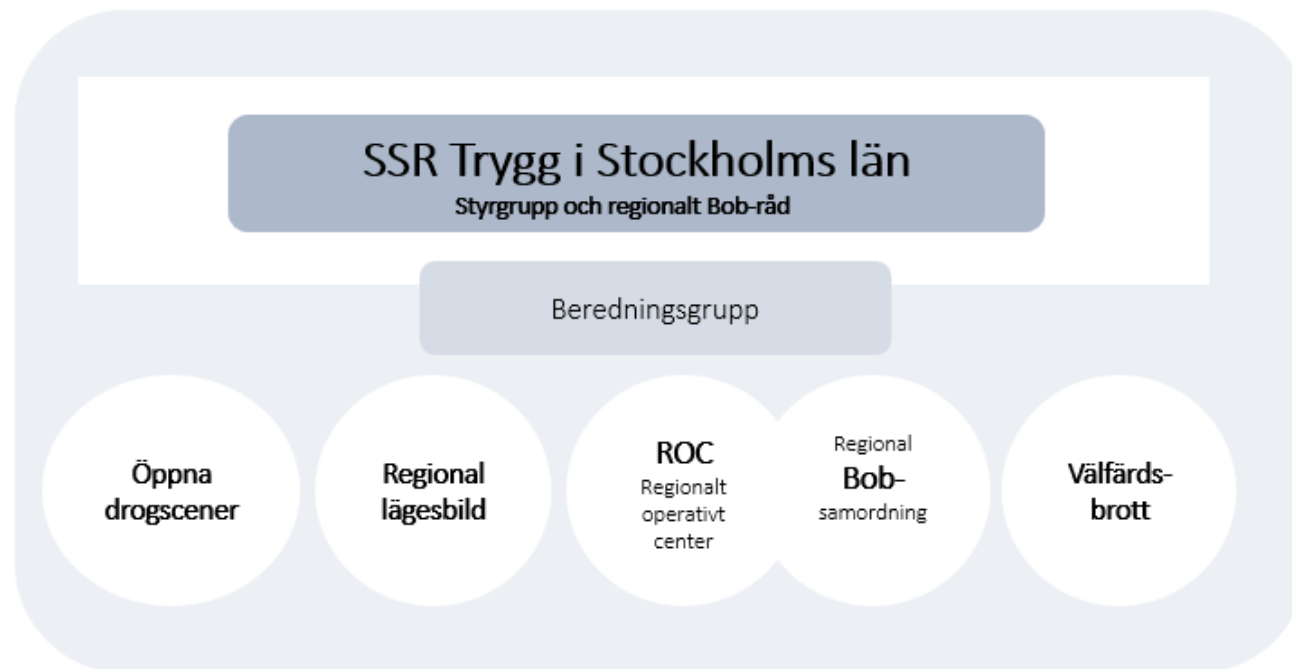 SSR Trygg i Stockholms län
Styrgrupp och regionalt Bob-råd
Beredningsgrupp
Öppna
drogscener
Regional
lägesbild
ROC
Regionalt
operativt
center
Regional
Bob-
samordning
Välfärds-
brott